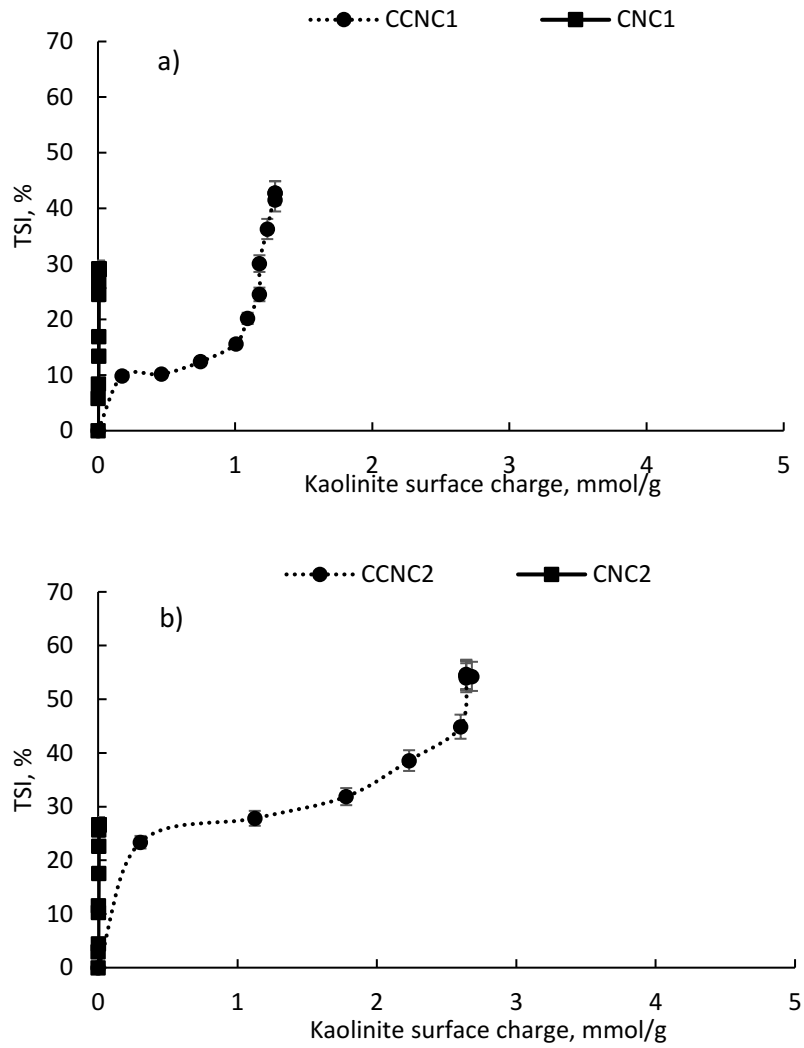 CCNC1 CNC1
a)
70
60
50
40
30
20
10
0
TSI, %
0 1 2 3 4 5
Kaolinite surface charge, mmol/g
CCNC2 CNC2
b)
70
60
50
40
30
20
10
0
TSI, %
0 1 2 3 4 5
Kaolinite surface charge, mmol/g